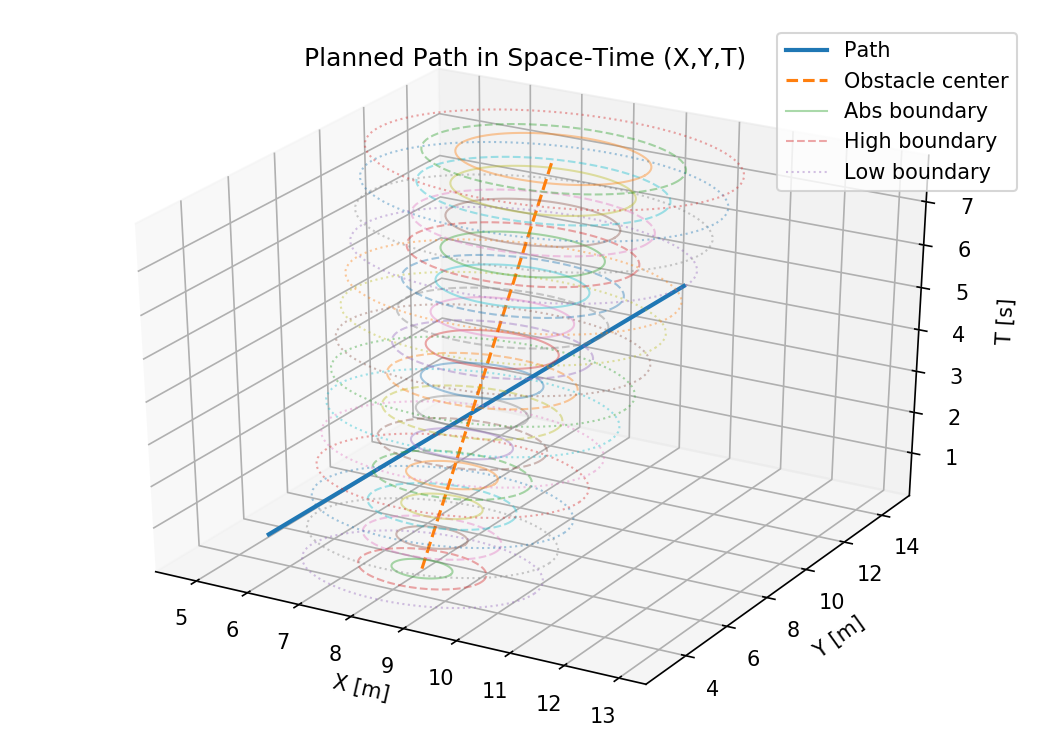 Planned Path in Space-Time (X,Y,T)
Path
Obstacle center
Abs boundary
High boundary
Low boundary
7
6
5
4
3
2
1
T [s]
14
12
10
8
6
4
Y [m]
5
6
7
8
9
10
11
12
13
X [m]